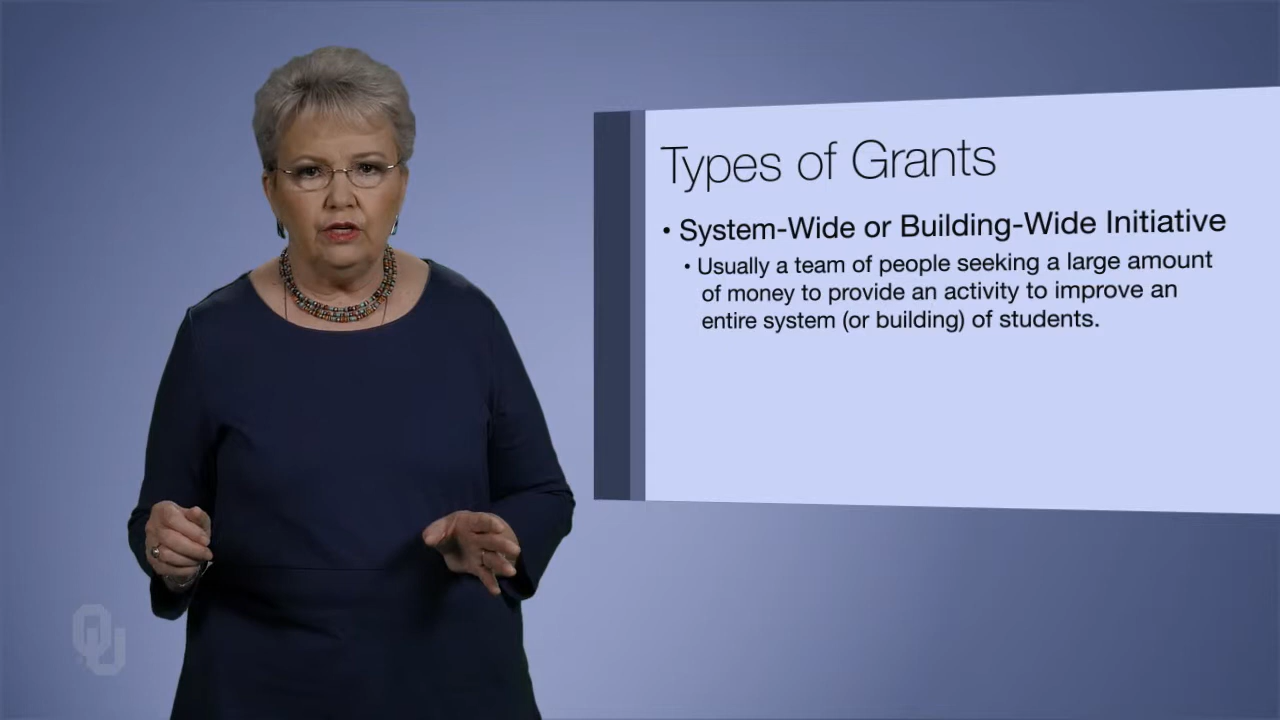 Types of Grants
• System-Wide or Building-Wide Initiative
• Usually a team of people seeking a large amount
of money to provide an activity to improve an
entire system (or building) of students.
OU